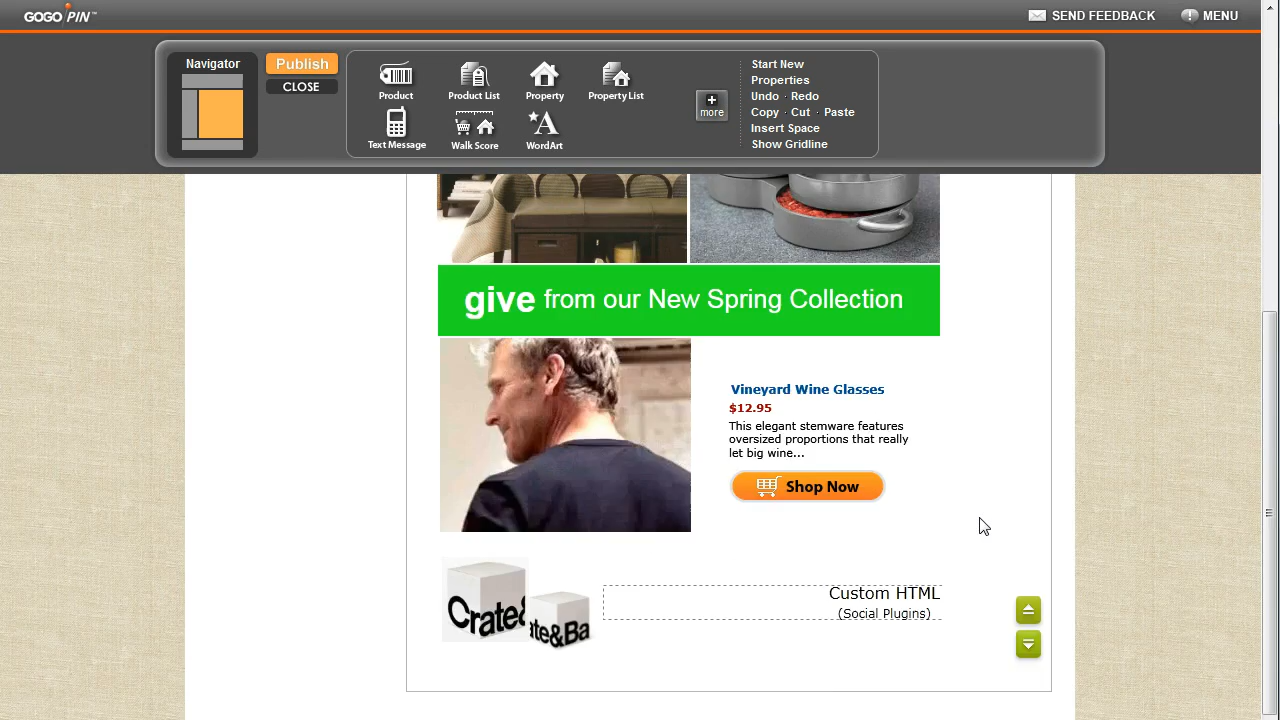 GOGO PIN™
SEND FEEDBACK
MENU
Navigator
Publish
CLOSE
Product
Product List
Property
Property List
Text Message
Walk Score
WordArt
more
Start New
Properties
Undo · Redo
Copy · Cut · Paste
Insert Space
Show Gridline
give from our New Spring Collection
Vineyard Wine Glasses
$12.95
This elegant stemware features
oversized proportions that really
let big wine...
Shop Now
Crate&
ate&Ba
Custom HTML
(Social Plugins)